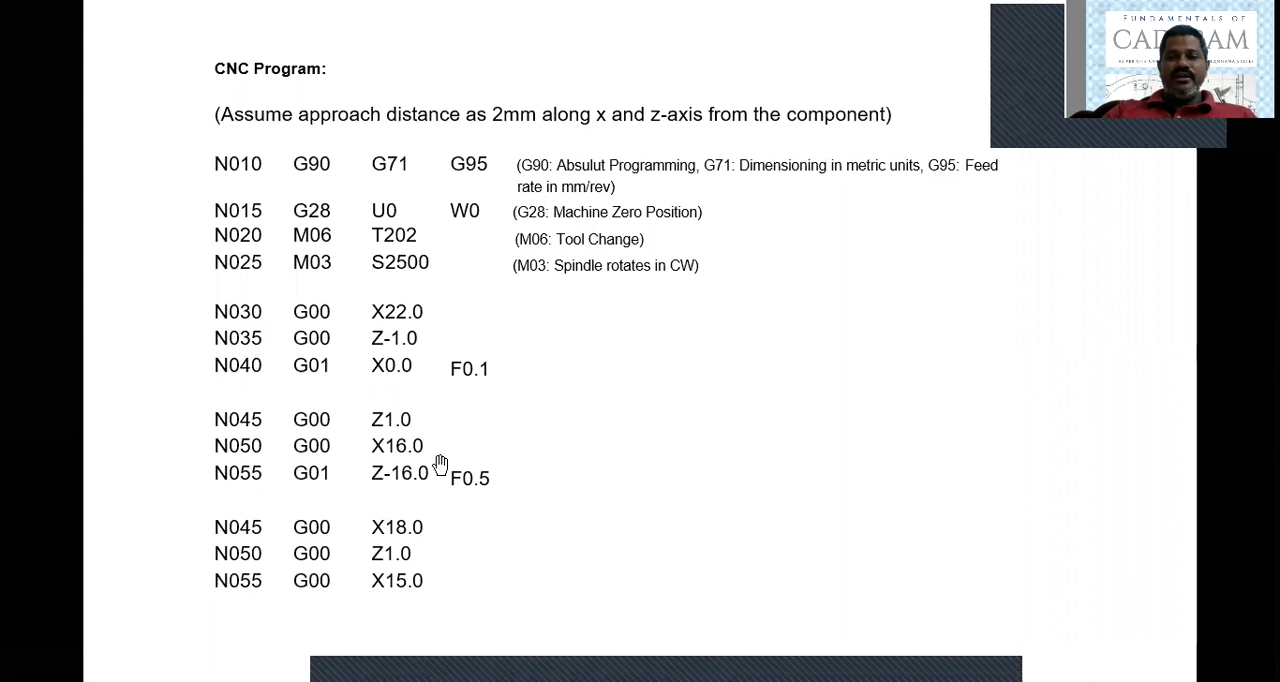 FUNDAMENTALS OF
CAD/CAM
CNC Program:
(Assume approach distance as 2mm along x and z-axis from the component)
N010 G90 G71 G95 (G90: Absulut Programming, G71: Dimensioning in metric units, G95: Feed
rate in mm/rev)
N015 G28 U0 W0 (G28: Machine Zero Position)
N020 M06 T202 (M06: Tool Change)
N025 M03 S2500 (M03: Spindle rotates in CW)
N030 G00 X22.0
N035 G00 Z-1.0
N040 G01 X0.0 F0.1
N045 G00 Z1.0
N050 G00 X16.0
N055 G01 Z-16.0 F0.5
N045 G00 X18.0
N050 G00 Z1.0
N055 G00 X15.0